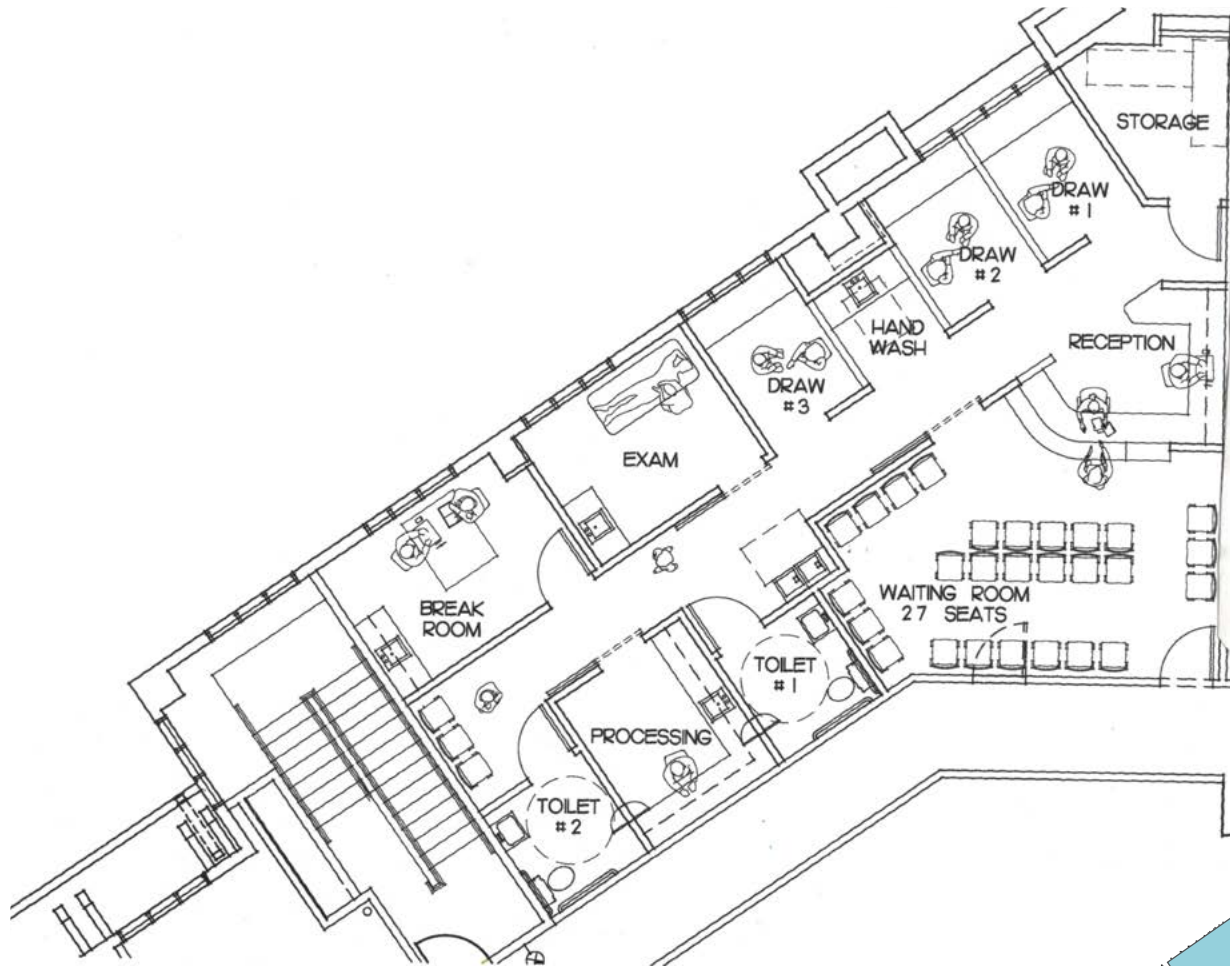 STORAGE
DRAW
#1
DRAW
#2
HAND
WASH
RECEPTION
DRAW
#3
EXAM
BREAK
ROOM
WAITING ROOM
27 SEATS
TOILET
#1
PROCESSING
TOILET
#2